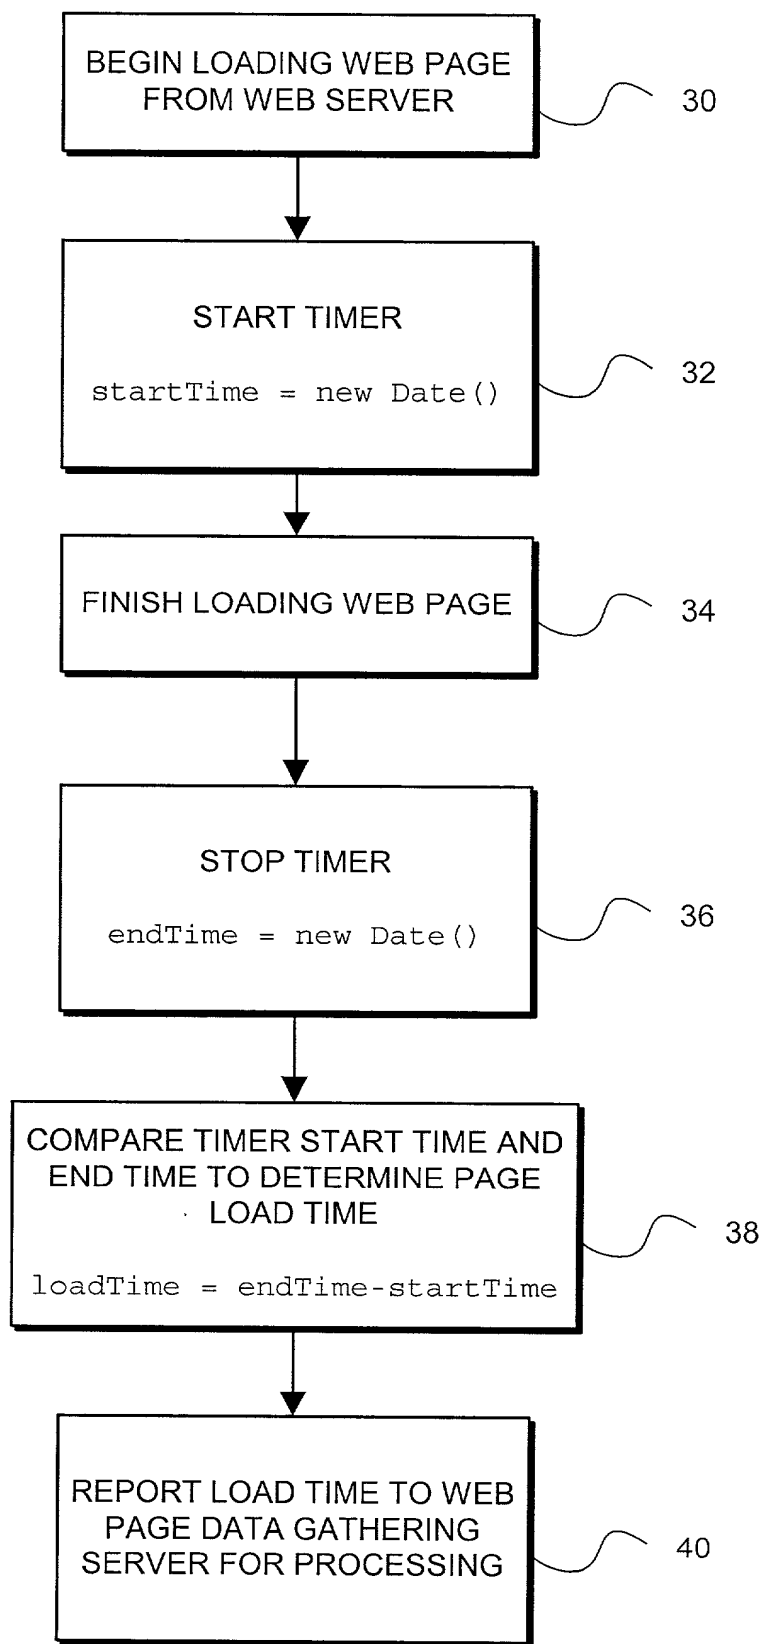 BEGIN LOADING WEB PAGE
FROM WEB SERVER
30
START TIMER
startTime = new Date()
32
FINISH LOADING WEB PAGE
34
STOP TIMER
endTime = new Date()
36
COMPARE TIMER START TIME AND
END TIME TO DETERMINE PAGE
LOAD TIME
loadTime = endTime-startTime
38
REPORT LOAD TIME TO WEB
PAGE DATA GATHERING
SERVER FOR PROCESSING
40